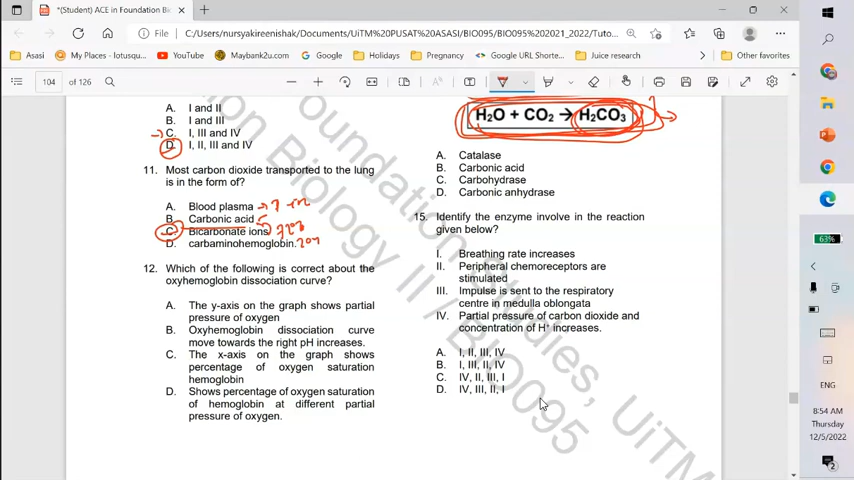 *(Student) ACE in Foundation Bi
File
C:/Users/nursyakireenishak/Documents/UiTM%20PUSAT%20ASASI/BIO095/BIO095%202021_2022/Tuto...
Asasi
My Places - lotusqu...
YouTube
Maybank2u.com
Google
Holidays
Pregnancy
Google URL Shorte...
Juice research
Other favorites
104 of 126
A. I and II
B. I and III
C. I, III and IV
D. I, II, III and IV
11. Most carbon dioxide transported to the lung
is in the form of?
A. Blood plasma → 7
B. Carbonic acid
C. Bicarbonate ions
D. carbaminohemoglobin.
12. Which of the following is correct about the
oxyhemoglobin dissociation curve?
A. The y-axis on the graph shows partial
pressure of oxygen
B. Oxyhemoglobin dissociation curve
move towards the right pH increases.
C. The x-axis on the graph shows
percentage of oxygen saturation
hemoglobin
D. Shows percentage of oxygen saturation
of hemoglobin at different partial
pressure of oxygen.
H₂O + CO₂ → H₂CO₃
A. Catalase
B. Carbonic acid
C. Carbohydrase
D. Carbonic anhydrase
15. Identify the enzyme involve in the reaction
given below?
I. Breathing rate increases
II. Peripheral chemoreceptors are
stimulated
III. Impulse is sent to the respiratory
centre in medulla oblongata
IV. Partial pressure of carbon dioxide and
concentration of H⁺ increases.
A. I, II, III, IV
B. I, III, II, IV
C. IV, II, III, I
D. IV, III, II, I
oundation Biology II / BIO095
oundation Studies, UiTM
63%
ENG
8:54 AM
Thursday
12/5/2022
2